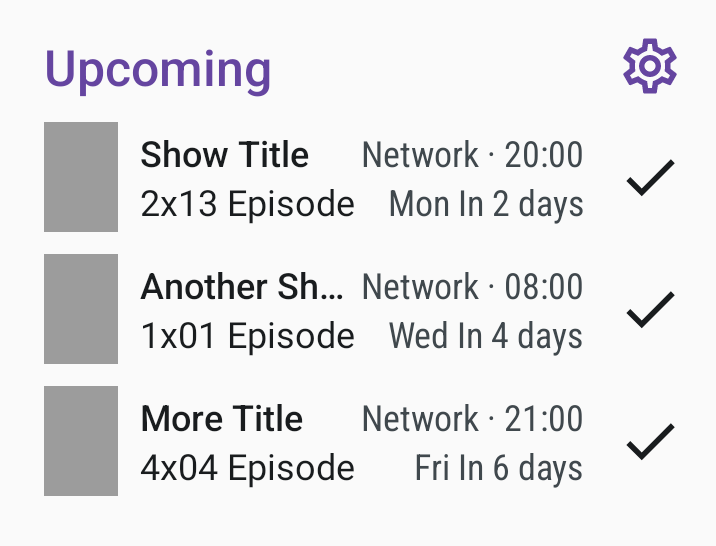 Upcoming
Show Title Network · 20:00
2x13 Episode Mon In 2 days
Another Sh... Network · 08:00
1x01 Episode Wed In 4 days
More Title Network · 21:00
4x04 Episode Fri In 6 days